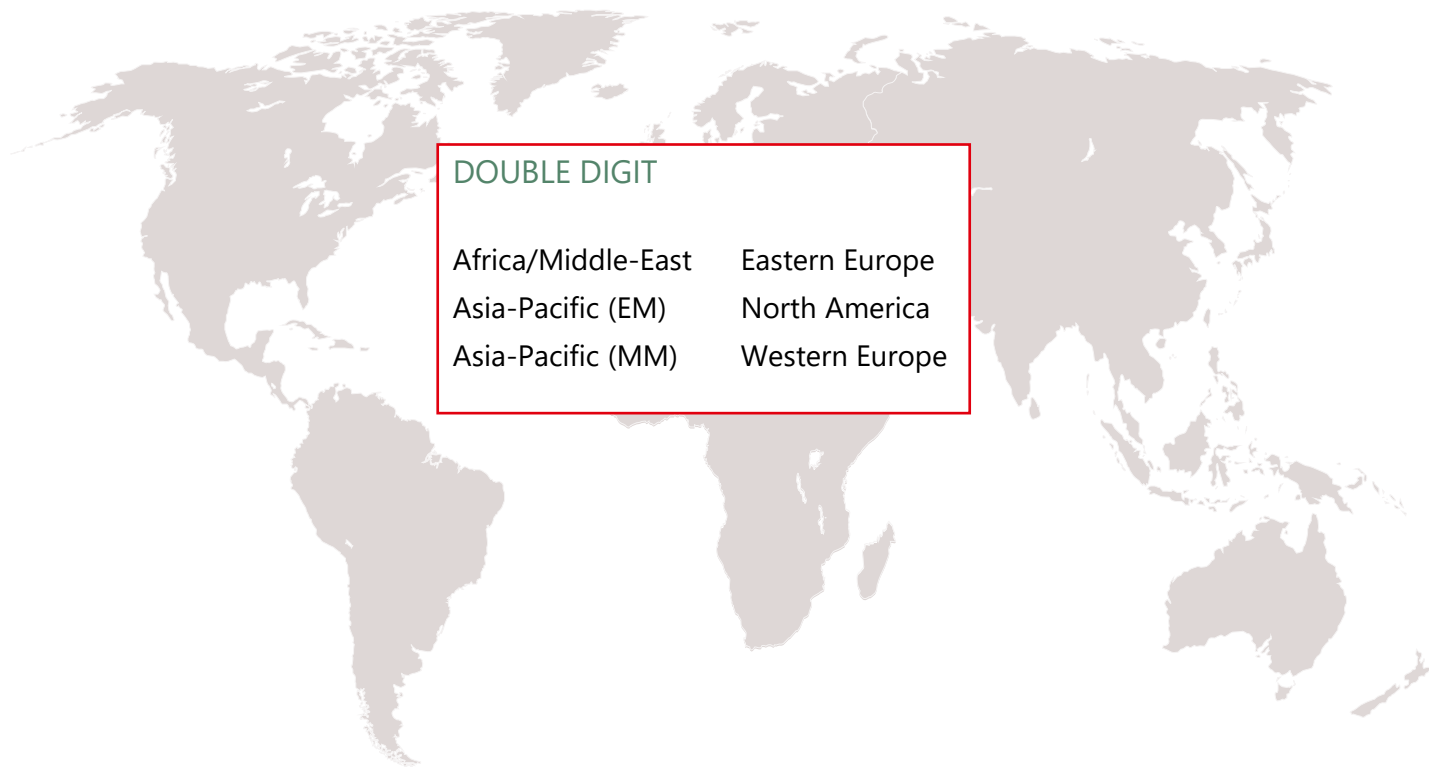 DOUBLE DIGIT
Africa/Middle-East Eastern Europe
Asia-Pacific (EM) North America
Asia-Pacific (MM) Western Europe